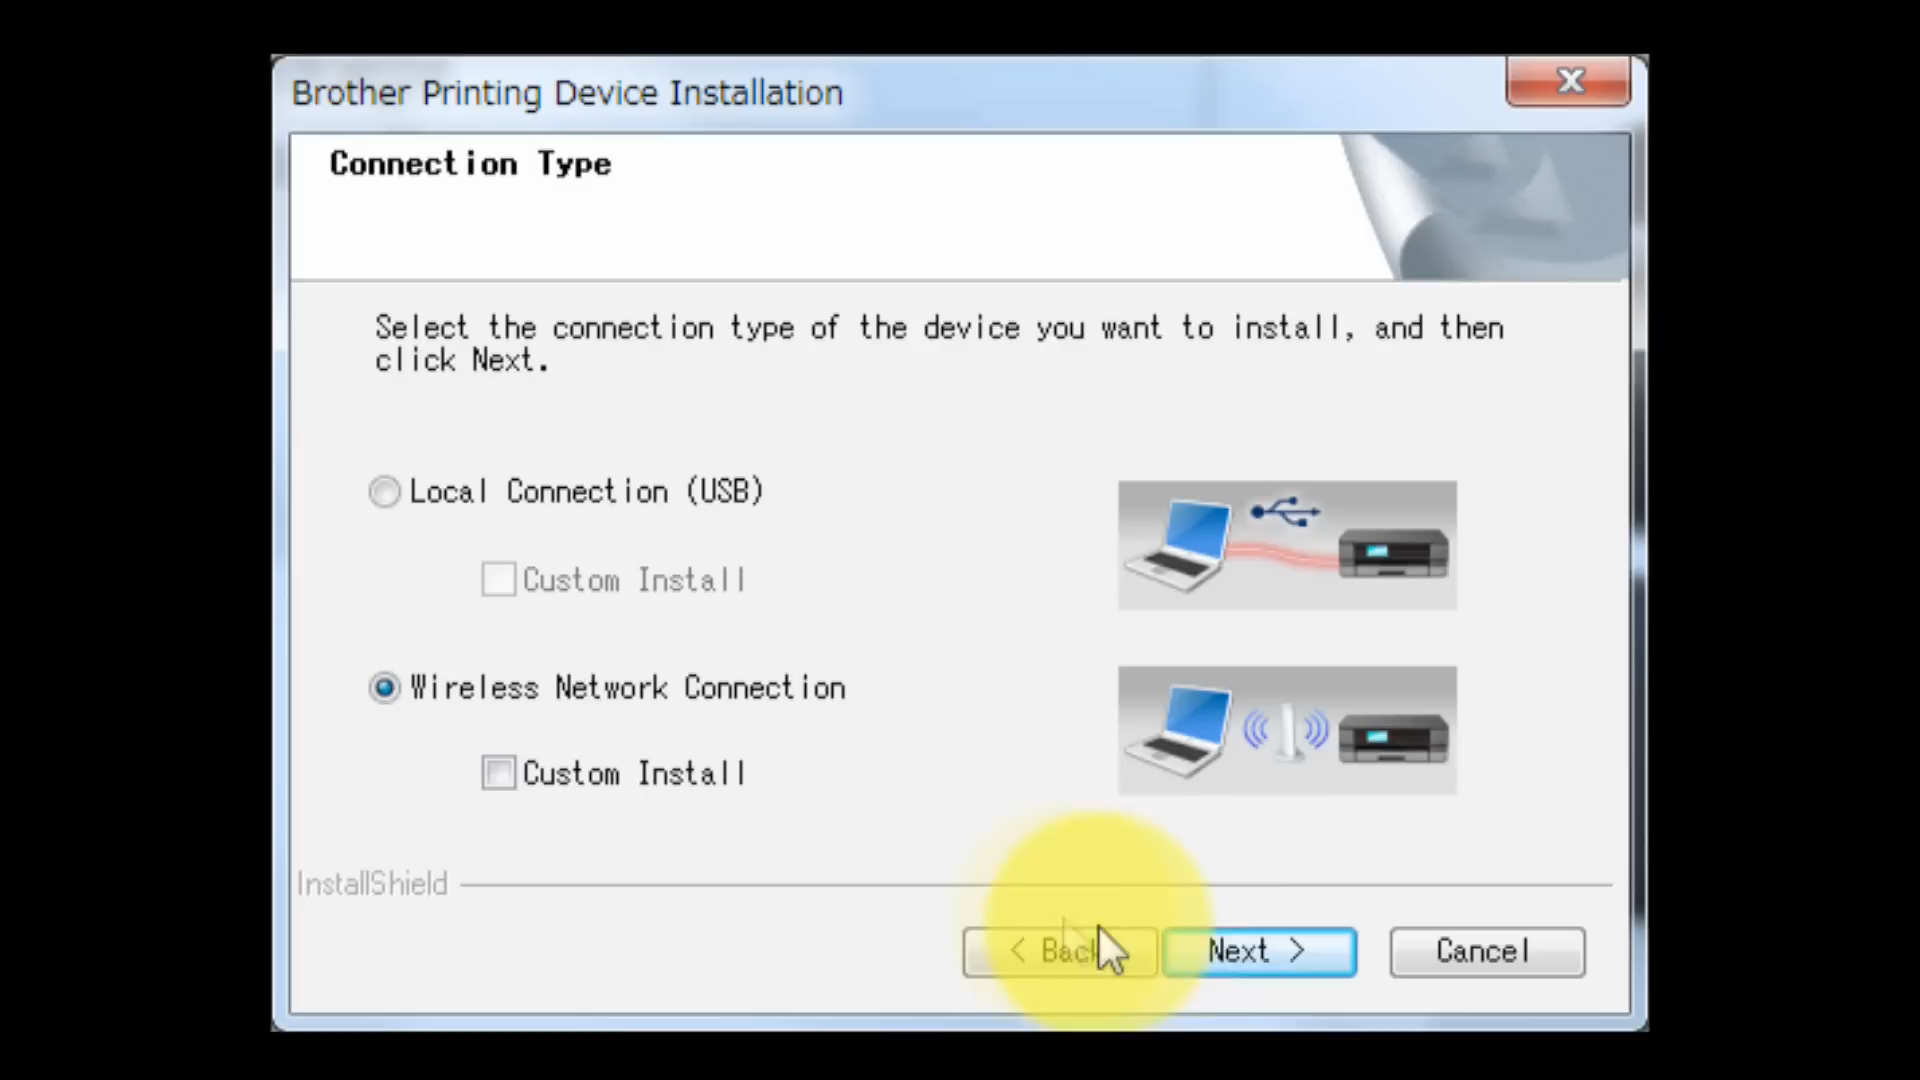 Brother Printing Device Installation
X
Connection Type
Select the connection type of the device you want to install, and then
click Next.
Local Connection (USB)
Custom Install
Wireless Network Connection
Custom Install
InstallShield
< Back
Next >
Cancel